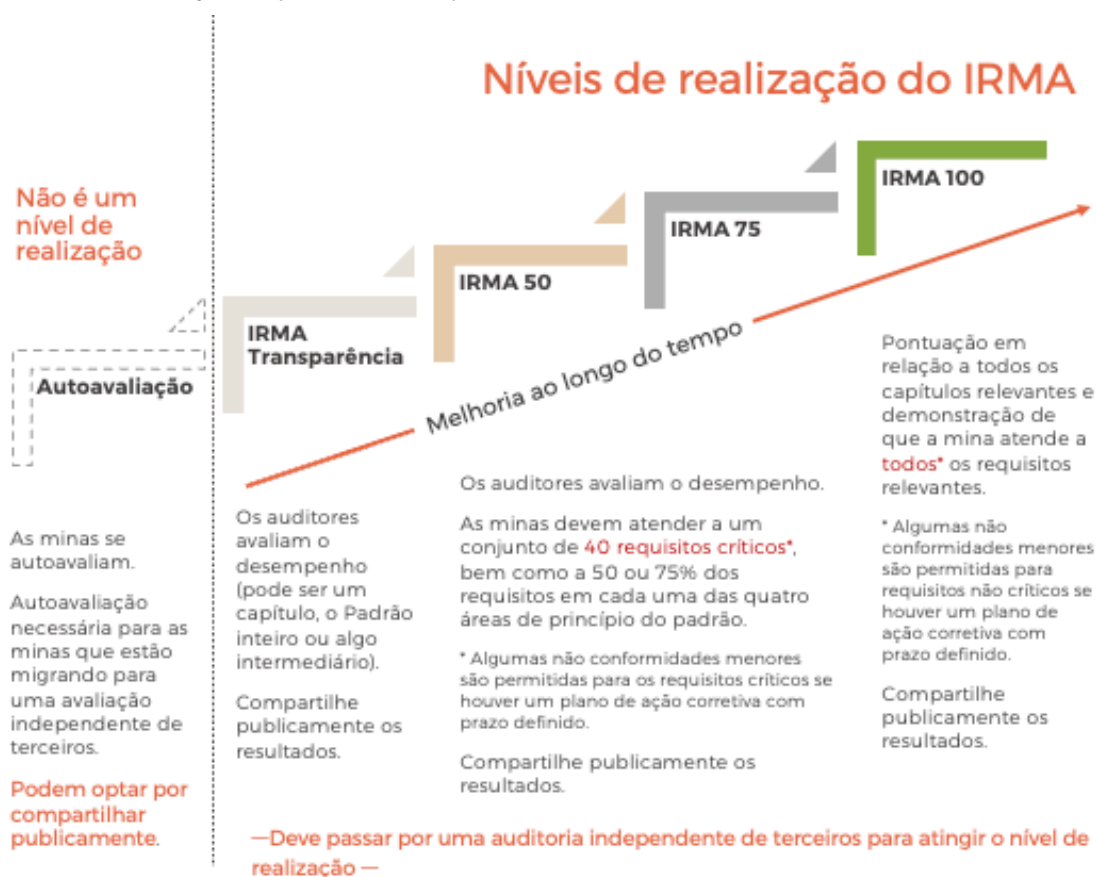 Níveis de realização do IRMA
Não é um
nível de
realização
Autoavaliação
As minas se
autoavaliam.
Autoavaliação
necessária para as
minas que estão
migrando para
uma avaliação
independente de
terceiros.
Podem optar por
compartilhar
publicamente.
IRMA
Transparência
Os auditores
avaliam o
desempenho
(pode ser um
capítulo, o Padrão
inteiro ou algo
intermediário).
Compartilhe
publicamente os
resultados.
IRMA 50
IRMA 75
Melhoria ao longo do tempo
Os auditores avaliam o desempenho.
As minas devem atender a um
conjunto de 40 requisitos críticos*,
bem como a 50 ou 75% dos
requisitos em cada uma das quatro
áreas de princípio do padrão.
* Algumas não conformidades menores
são permitidas para os requisitos críticos se
houver um plano de ação corretiva com
prazo definido.
Compartilhe publicamente os
resultados.
IRMA 100
Pontuação em
relação a todos os
capítulos relevantes e
demonstração de
que a mina atende a
todos* os requisitos
relevantes.
* Algumas não
conformidades menores
são permitidas para
requisitos não críticos se
houver um plano de
ação corretiva com
prazo definido.
Compartilhe
publicamente os
resultados.
—Deve passar por uma auditoria independente de terceiros para atingir o nível de
realização —